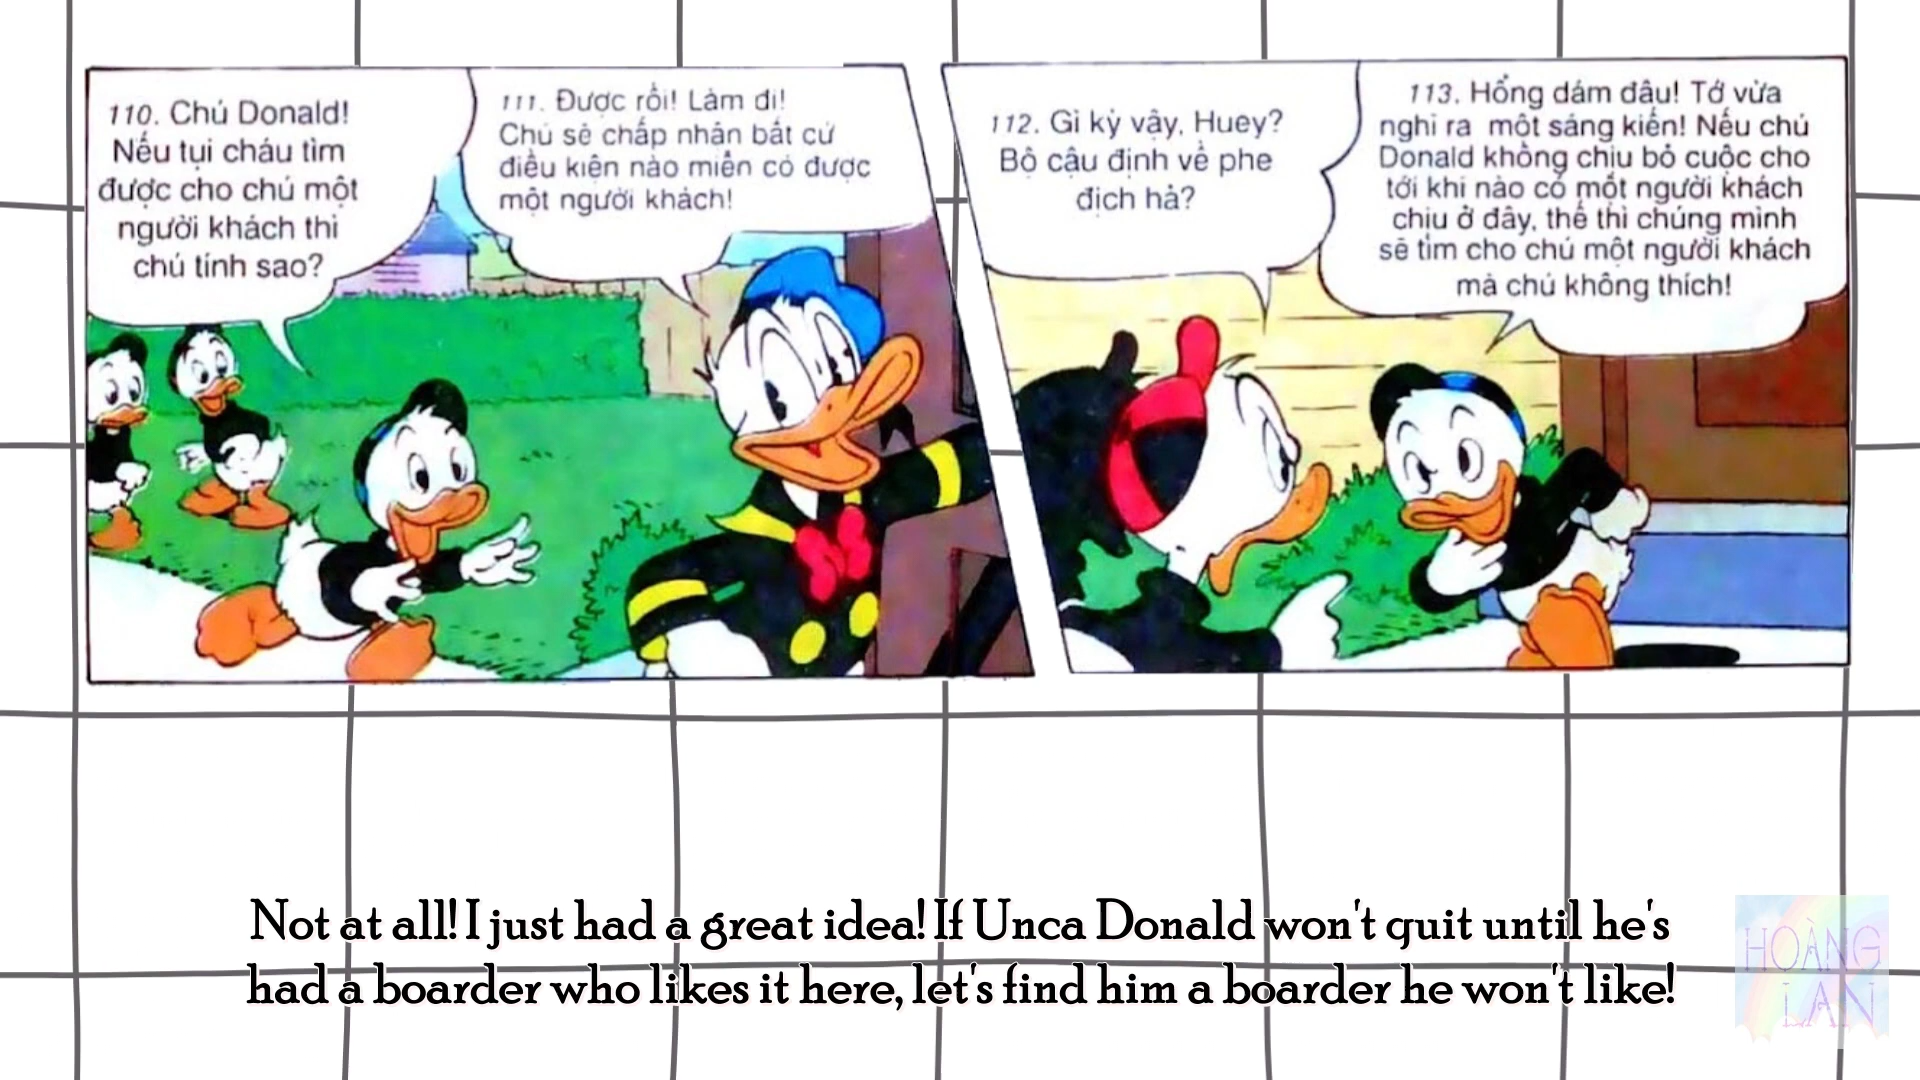 110. Chú Donald!
Nếu tụi cháu tìm
được cho chú một
người khách thì
chú tính sao?
111. Được rồi! Làm đi!
Chú sẽ chấp nhận bất cứ
điều kiện nào miễn có được
một người khách!
112. Gì kỳ vậy, Huey?
Bộ cậu định về phe
địch hả?
113. Hổng dám đâu! Tớ vừa
nghĩ ra một sáng kiến! Nếu chú
Donald không chịu bỏ cuộc cho
tới khi nào có một người khách
chịu ở đây, thế thì chúng mình
sẽ tìm cho chú một người khách
mà chú không thích!
Not at all! I just had a great idea! If Unca Donald won't quit until he's
had a boarder who likes it here, let's find him a boarder he won't like!
HOÀNG
LAN